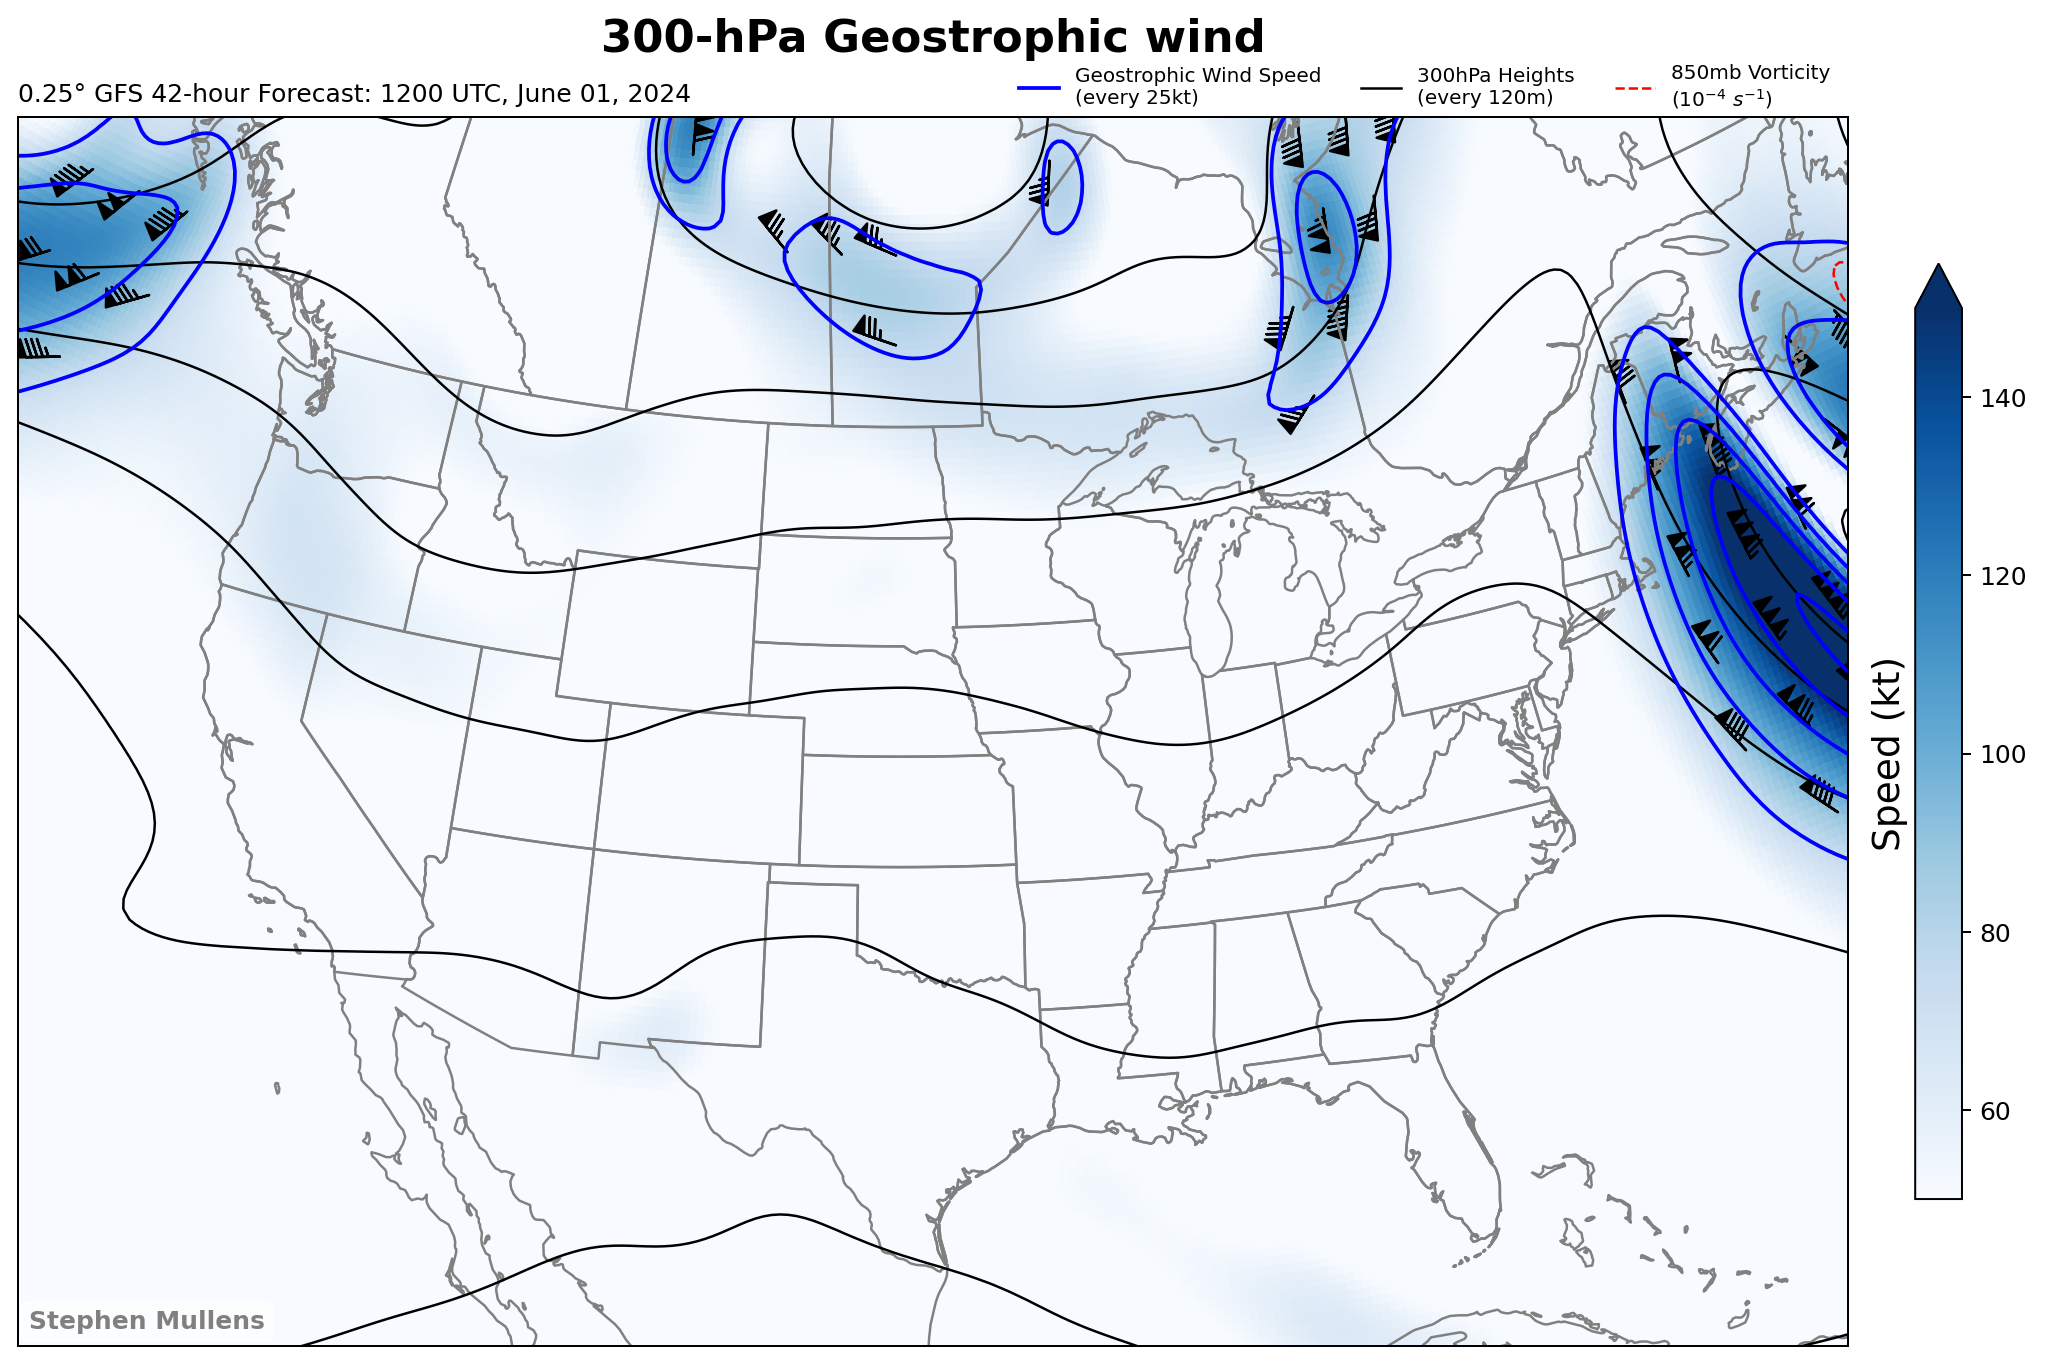 300-hPa Geostrophic wind
0.25° GFS 42-hour Forecast: 1200 UTC, June 01, 2024
Geostrophic Wind Speed
(every 25kt)
300hPa Heights
(every 120m)
850mb Vorticity
(10⁻⁴ s⁻¹)
140
120
100
80
60
Speed (kt)
Stephen Mullens